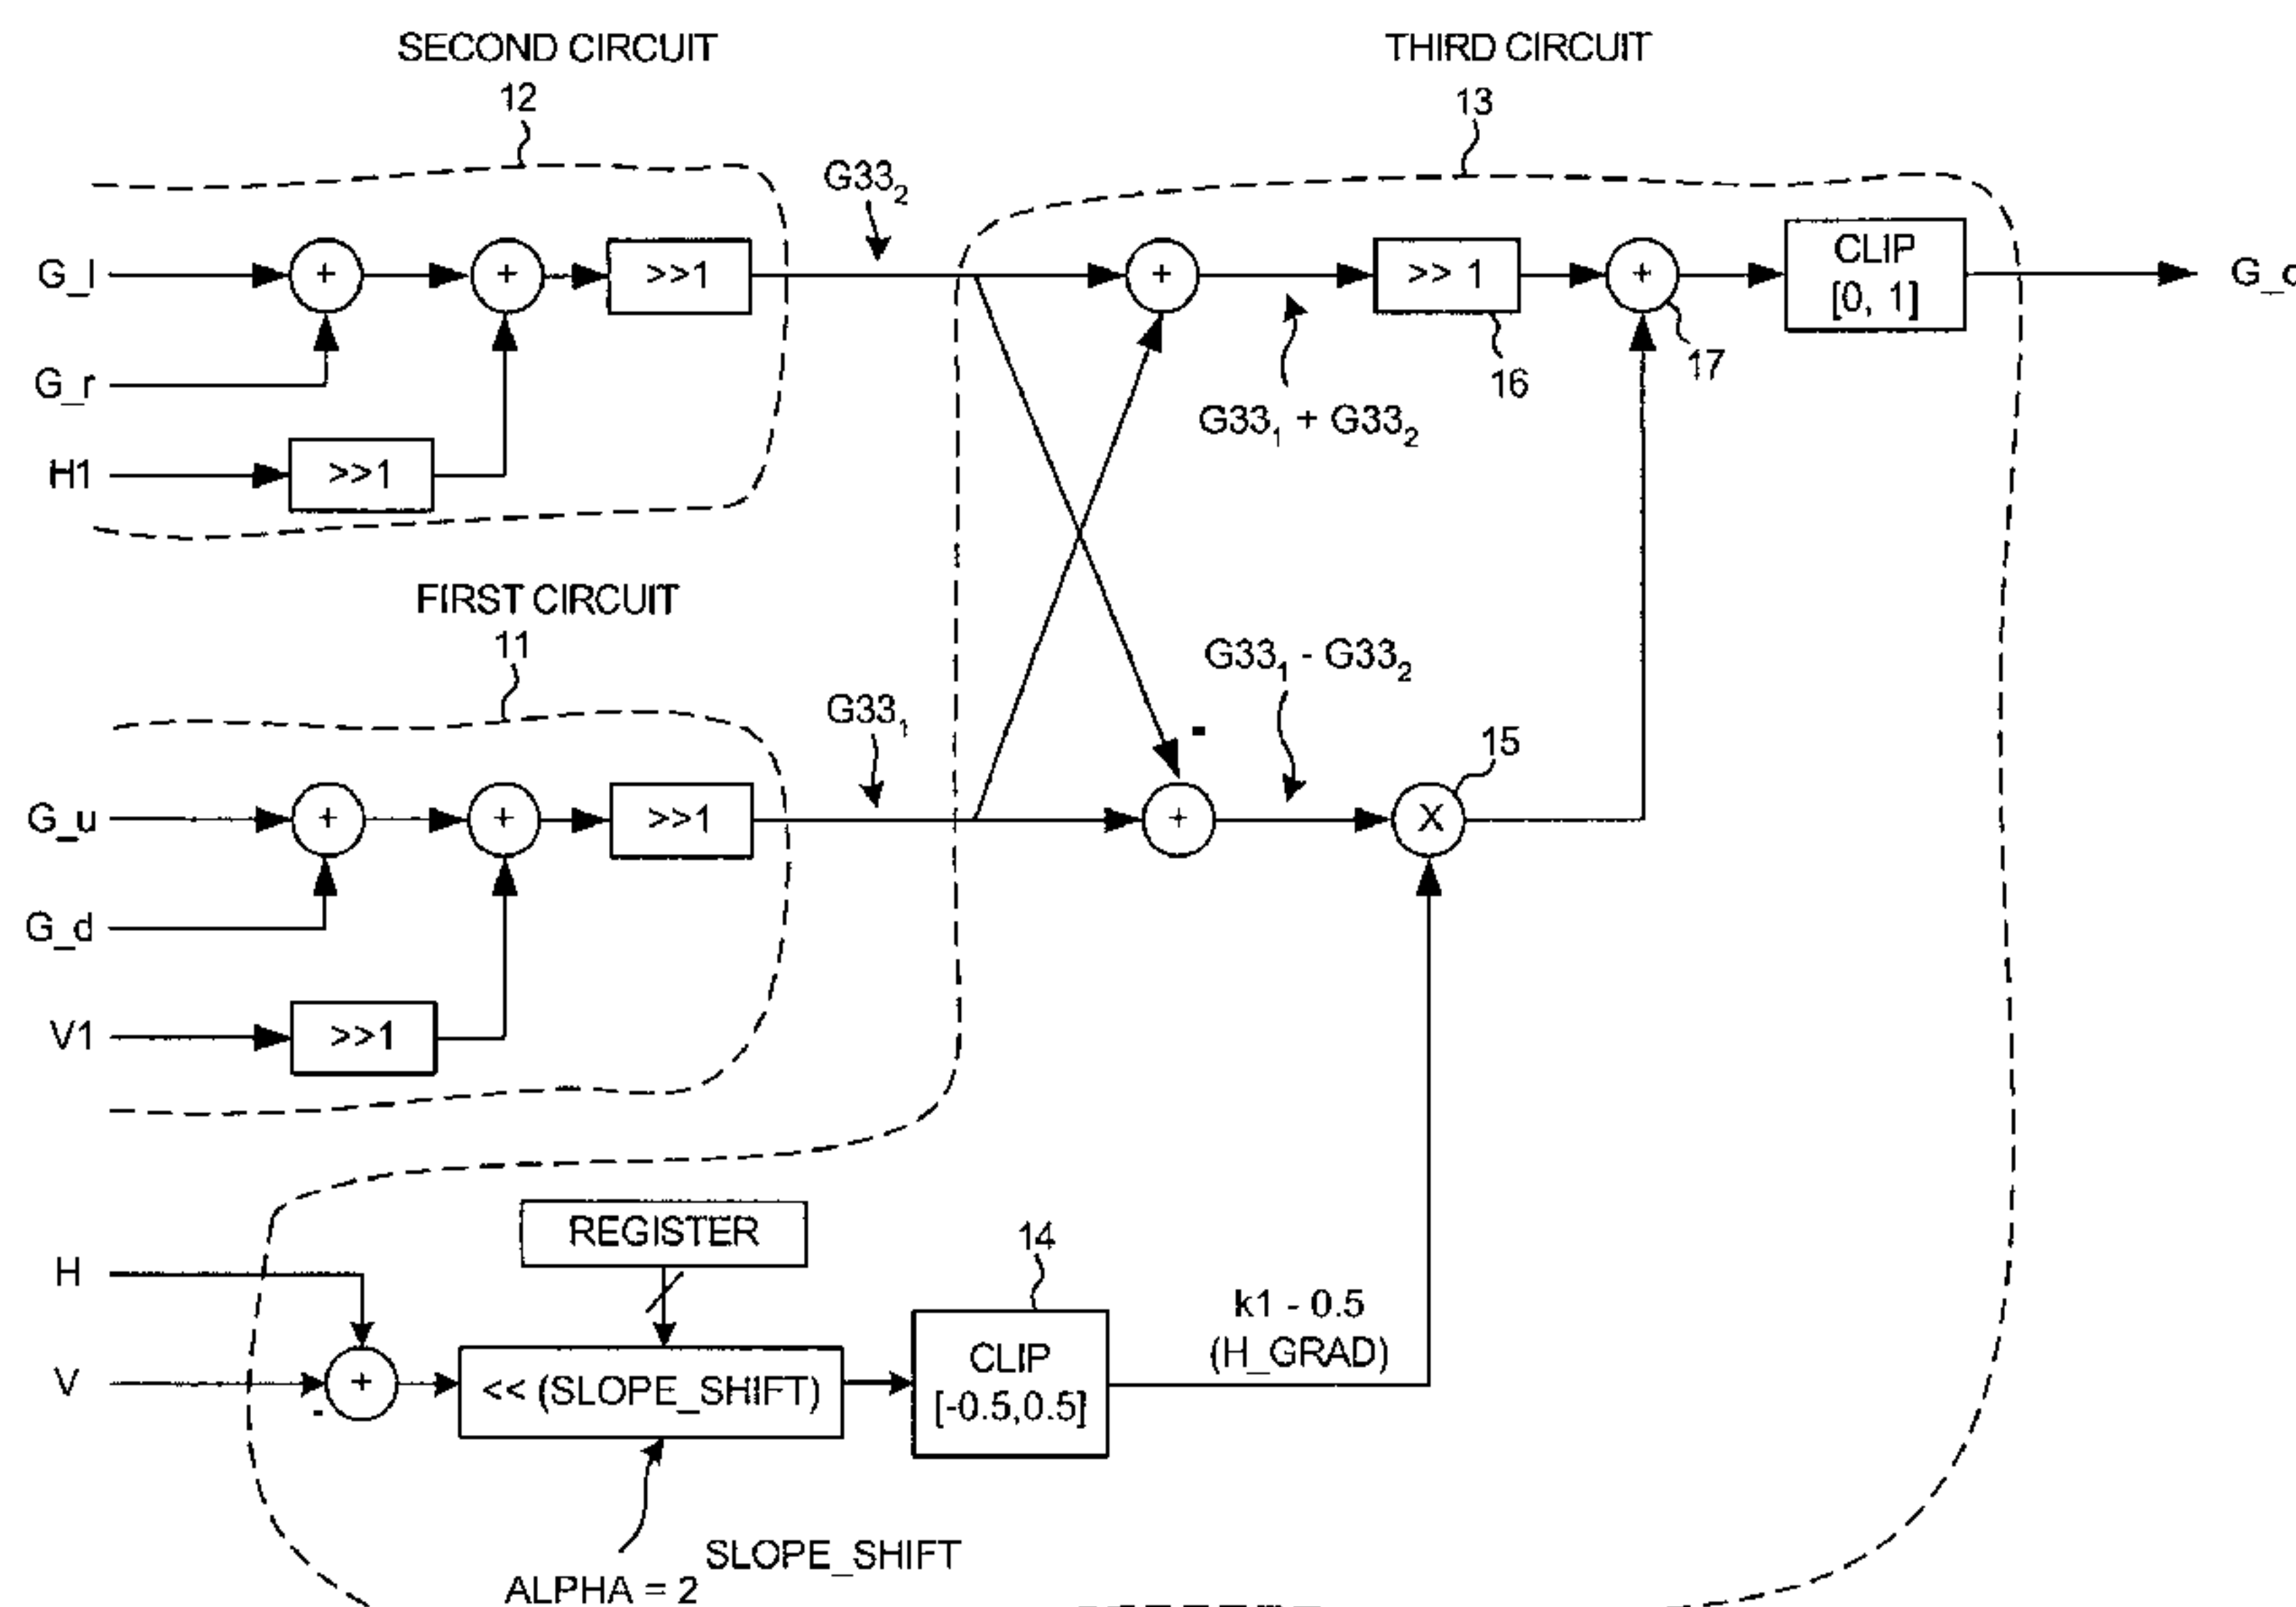 SECOND CIRCUIT
12
THIRD CIRCUIT
13
G33₂
G_l
+
+
>>1
+
>> 1
+
CLIP
[0, 1]
G_r
16
17
G33₁ + G33₂
H1
>>1
FIRST CIRCUIT
11
G33₁ - G33₂
G33₁
-
15
G_u
+
+
>>1
+
X
G_d
V1
>>1
REGISTER
14
H
k1 - 0.5
(H_GRAD)
V
-
+
<< (SLOPE_SHIFT)
CLIP
[-0.5,0.5]
SLOPE_SHIFT
ALPHA = 2